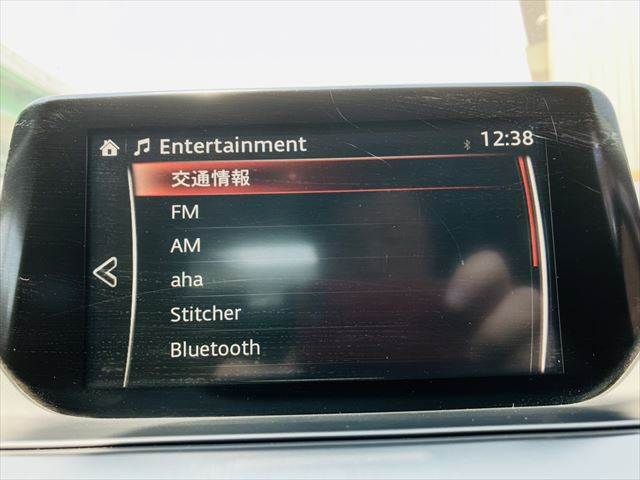 Entertainment 12:38
交通情報
FM
AM
aha
Stitcher
Bluetooth